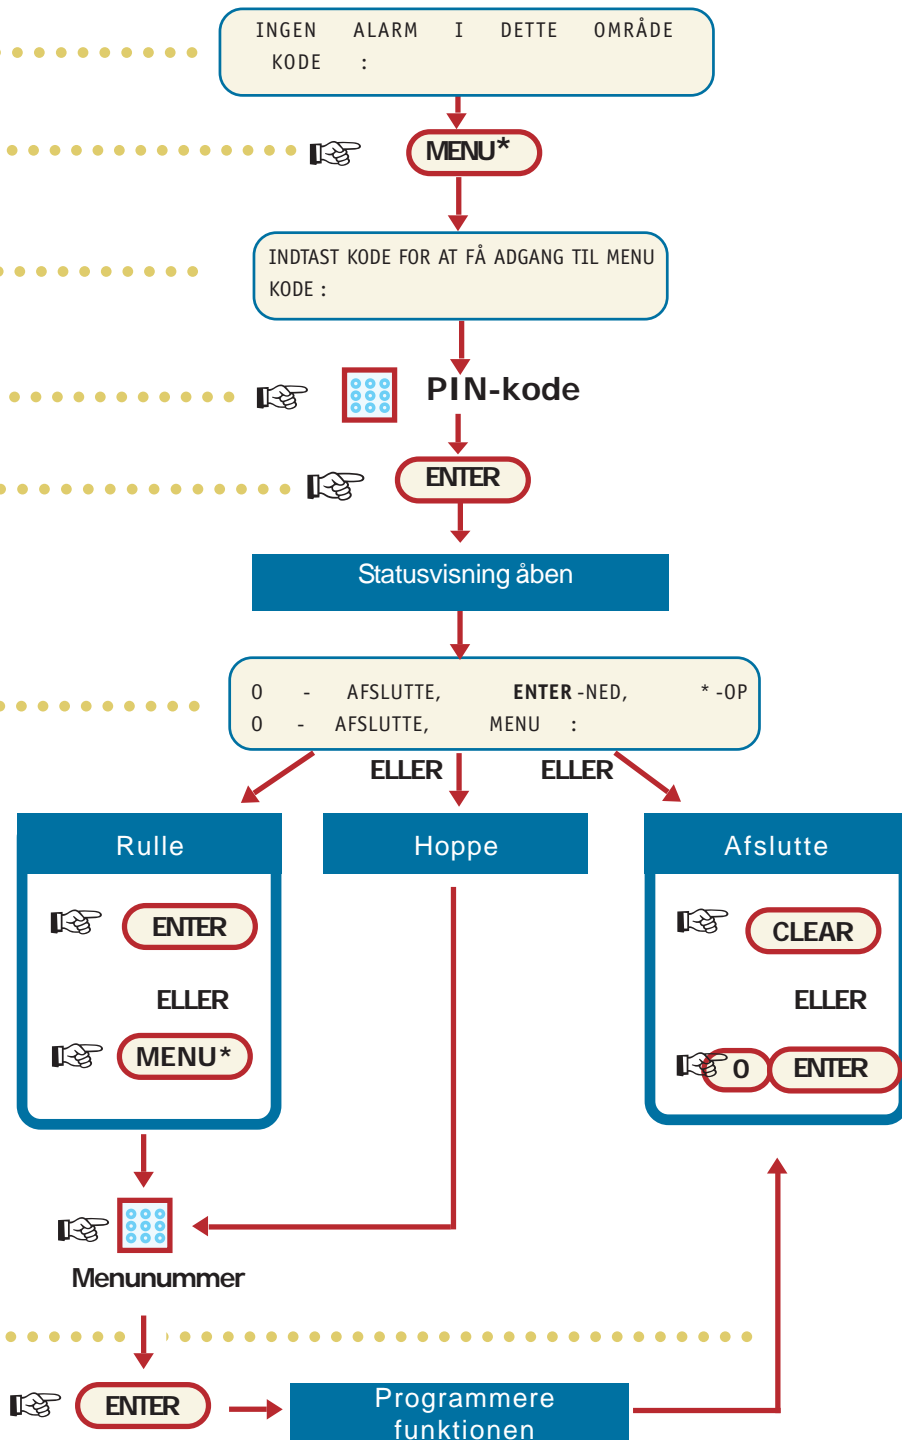 INGEN ALARM I DETTE OMRÅDE
KODE :
MENU*
INDTAST KODE FOR AT FÅ ADGANG TIL MENU
KODE :
PIN-kode
ENTER
Statusvisning åben
0 - AFSLUTTE, ENTER-NED, *-OP
0 - AFSLUTTE, MENU :
ELLER ELLER
Rulle Hoppe Afslutte
ENTER CLEAR
ELLER ELLER
MENU* 0 ENTER
Menunummer
ENTER
Programmere
funktionen